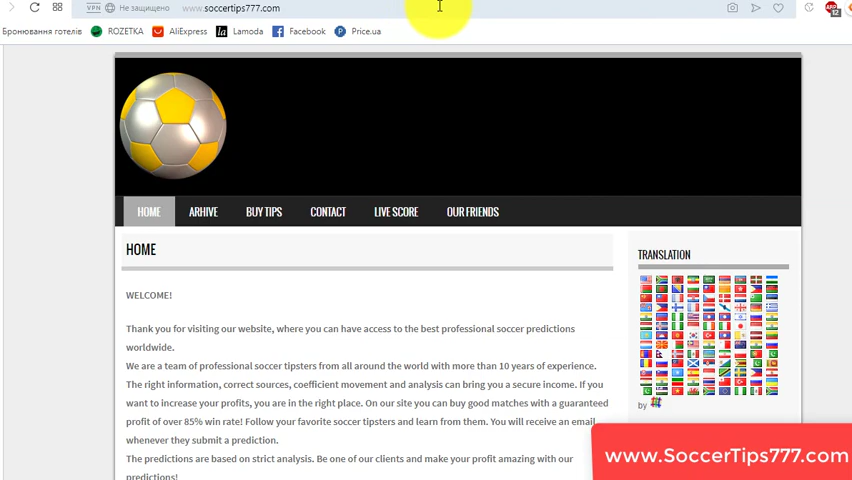 VPN Не защищено www.soccertips777.com
12
Бронювання готелів ROZETKA AliExpress la Lamoda Facebook P Price.ua
HOME ARHIVE BUY TIPS CONTACT LIVE SCORE OUR FRIENDS
HOME
TRANSLATION
WELCOME!
Thank you for visiting our website, where you can have access to the best professional soccer predictions
worldwide.
We are a team of professional soccer tipsters from all around the world with more than 10 years of experience.
The right information, correct sources, coefficient movement and analysis can bring you a secure income. If you
want to increase your profits, you are in the right place. On our site you can buy good matches with a guaranteed
profit of over 85% win rate! Follow your favorite soccer tipsters and learn from them. You will receive an email
whenever they submit a prediction.
The predictions are based on strict analysis. Be one of our clients and make your profit amazing with our
predictions!
by #
www.SoccerTips777.com